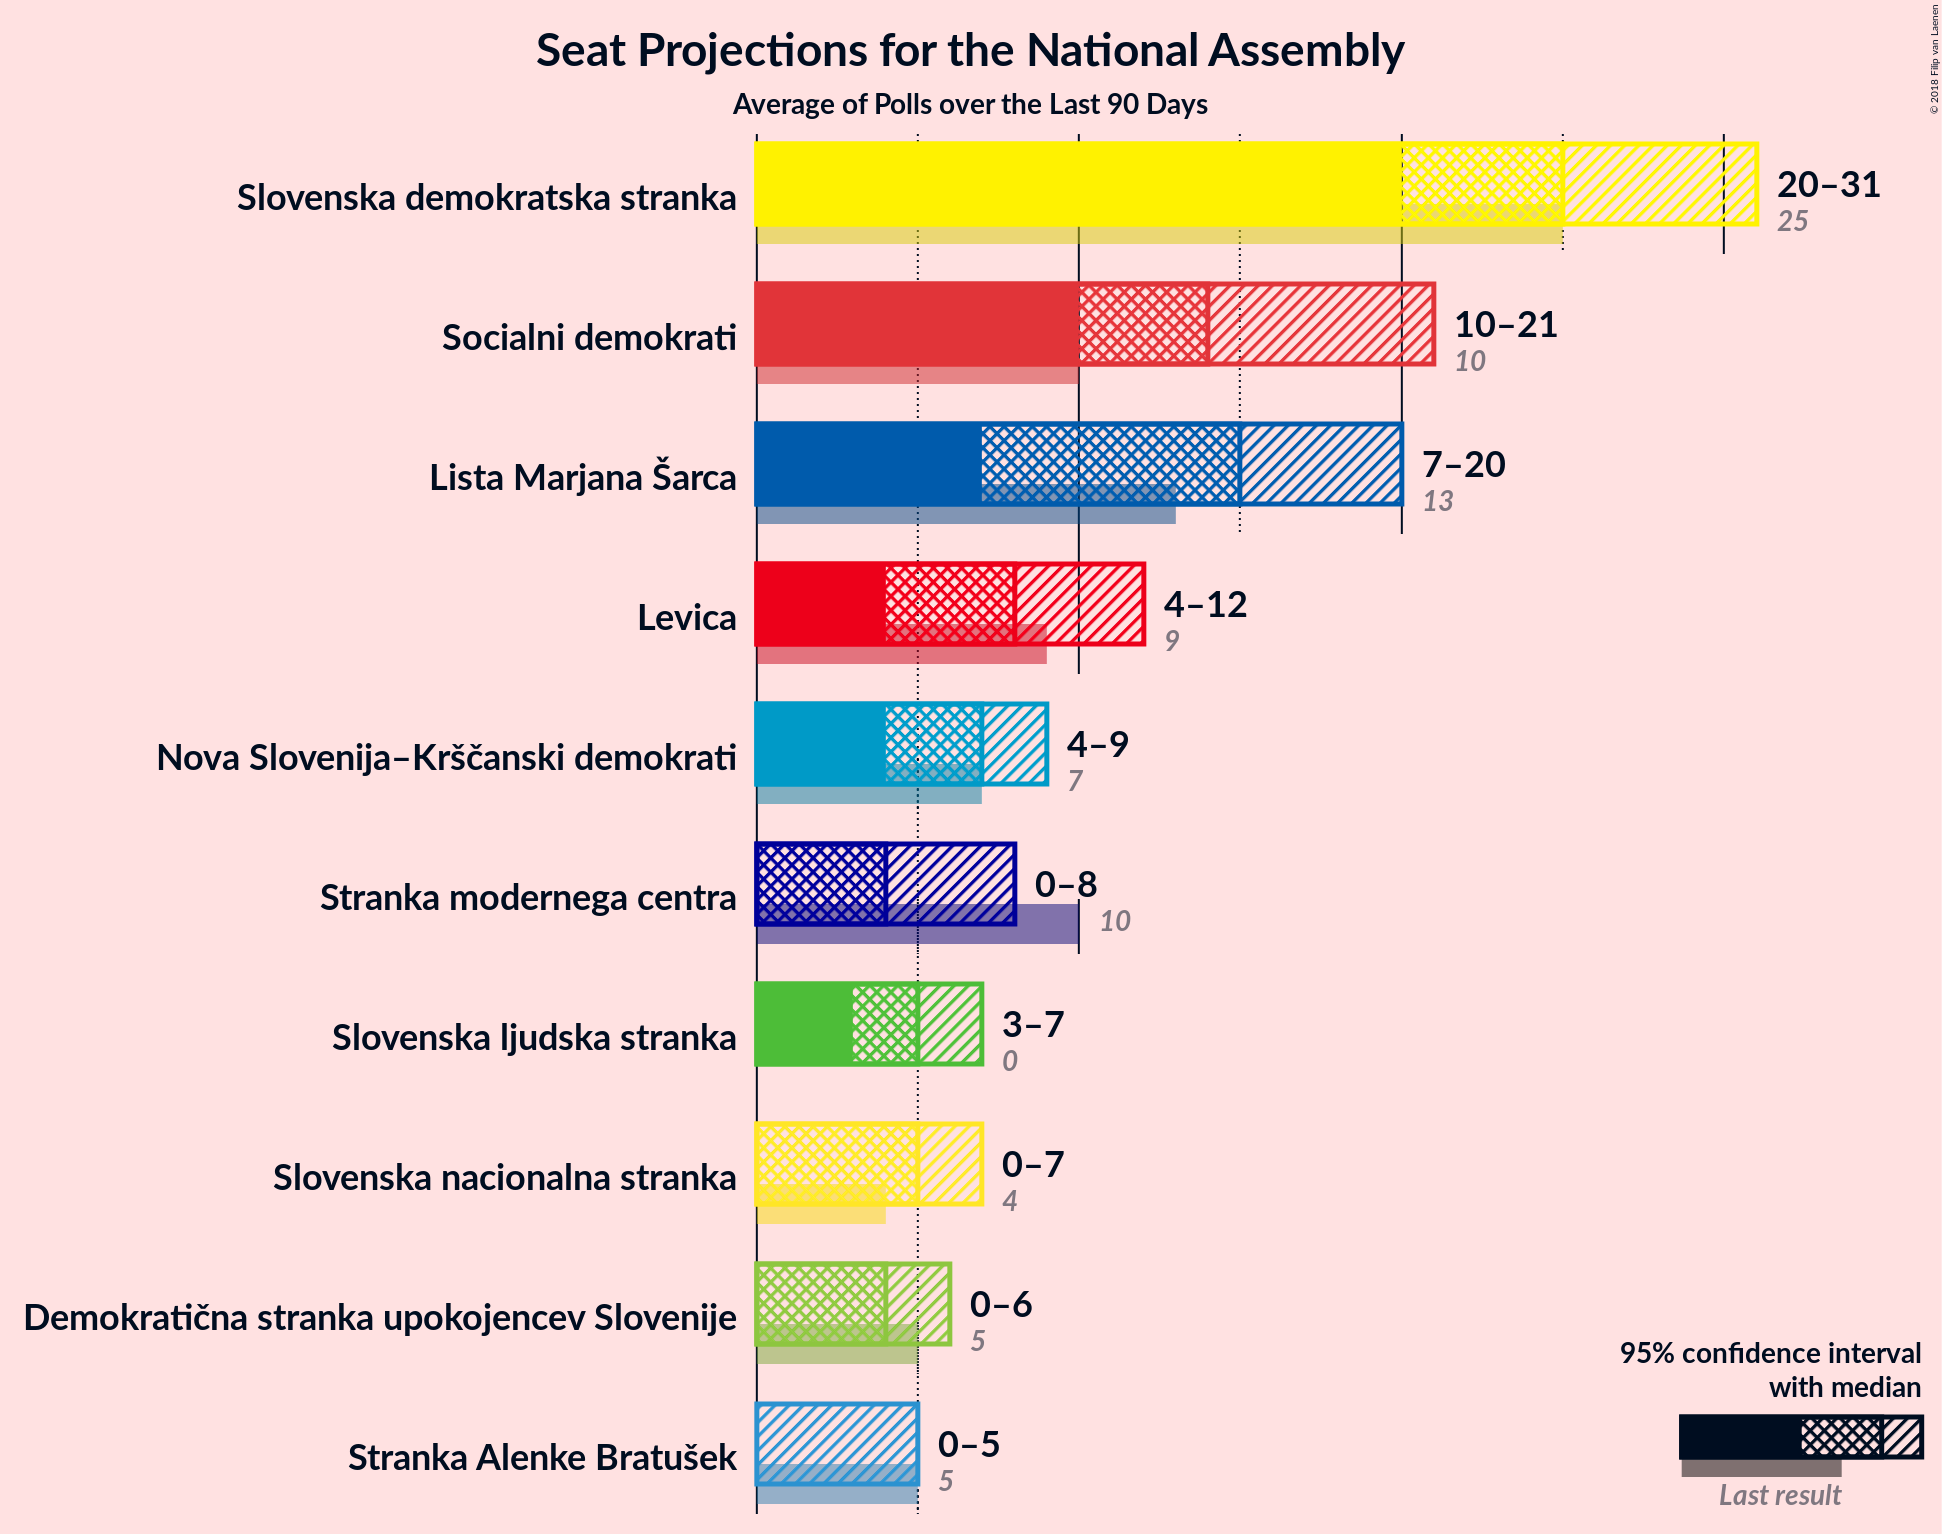 Seat Projections for the National Assembly
Average of Polls over the Last 90 Days
© 2018 Filip van Laenen
Slovenska demokratska stranka
20–31
25
Socialni demokrati
10–21
10
Lista Marjana Šarca
7–20
13
Levica
4–12
9
Nova Slovenija–Krščanski demokrati
4–9
7
Stranka modernega centra
0–8
10
Slovenska ljudska stranka
3–7
0
Slovenska nacionalna stranka
0–7
4
Demokratična stranka upokojencev Slovenije
0–6
5
Stranka Alenke Bratušek
0–5
5
95% confidence interval
with median
Last result